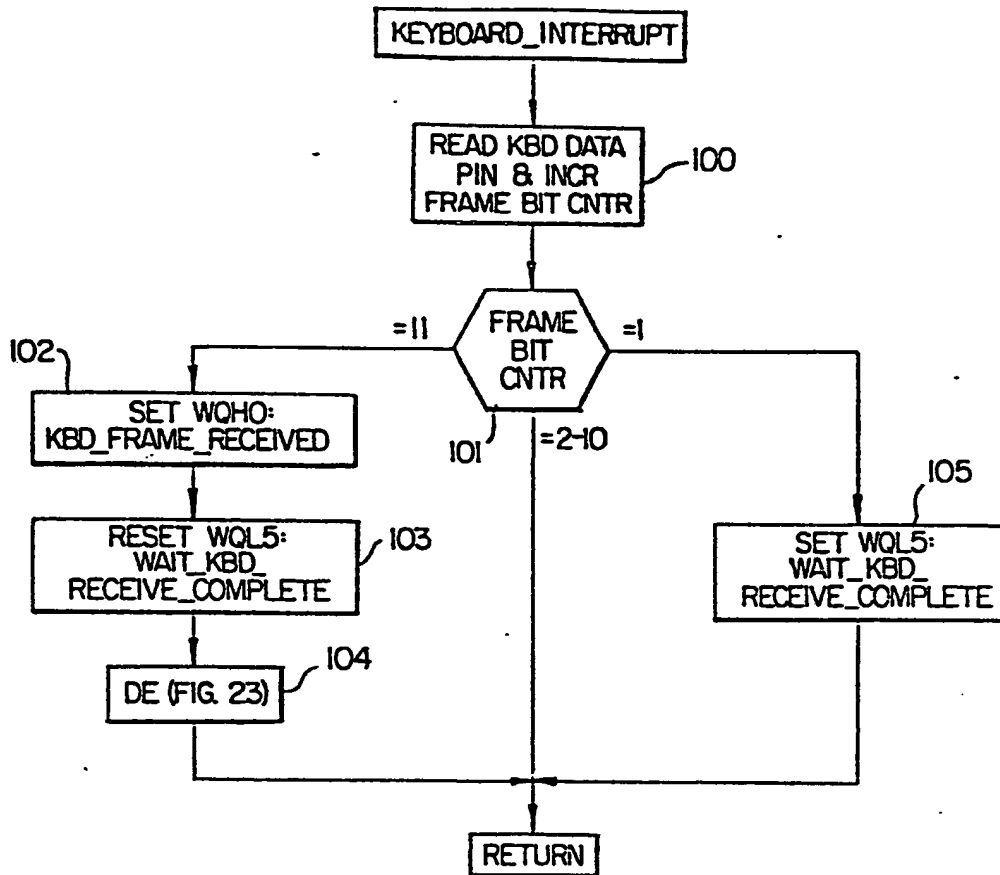 KEYBOARD_INTERRUPT
READ KBD DATA
PIN & INCR
FRAME BIT CNTR
100
=11
FRAME
BIT
CNTR
=1
102
101
=2-10
SET WQHO:
KBD_FRAME_RECEIVED
105
RESET WQL5:
WAIT_KBD_
RECEIVE_COMPLETE
103
SET WQL5:
WAIT_KBD_
RECEIVE_COMPLETE
DE (FIG. 23)
104
RETURN